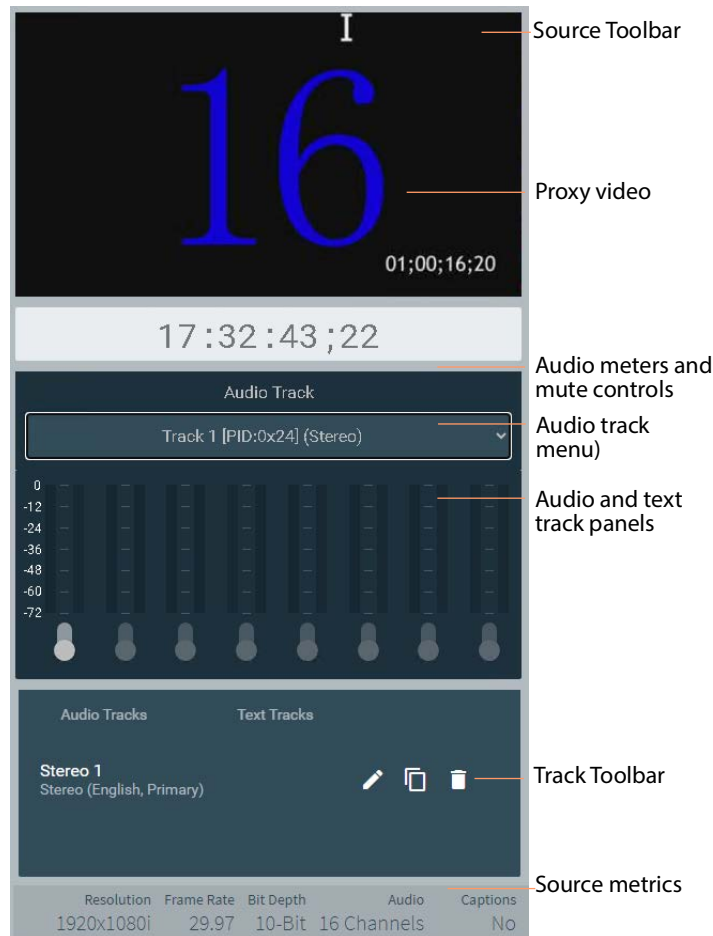 I
Source Toolbar
16
Proxy video
01;00;16;20
17:32:43;22
Audio meters and
mute controls
Audio Track
Audio track
menu)
Track 1 [PID:0x24] (Stereo)
Audio and text
track panels
0
-12
-24
-36
-48
-60
-72
Audio Tracks Text Tracks
Stereo 1
Stereo (English, Primary)
Track Toolbar
Source metrics
Resolution Frame Rate Bit Depth Audio Captions
1920x1080i 29.97 10-Bit 16 Channels No